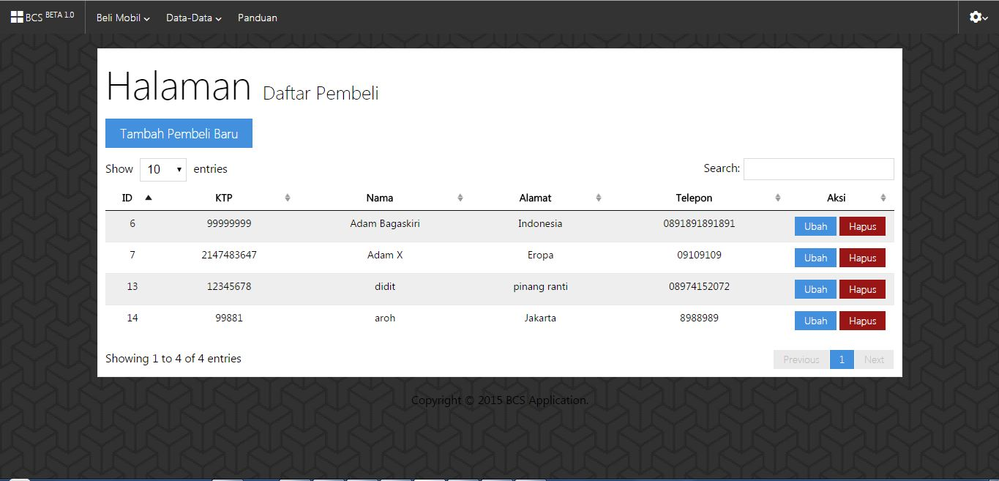 BCS BETA 1.0 Beli Mobil Data-Data Panduan
Halaman Daftar Pembeli
Tambah Pembeli Baru
Show 10 entries Search:
ID KTP Nama Alamat Telepon Aksi
6 99999999 Adam Bagaskiri Indonesia 0891891891891 Ubah Hapus
7 2147483647 Adam X Eropa 09109109 Ubah Hapus
13 12345678 didit pinang ranti 08974152072 Ubah Hapus
14 99881 aroh Jakarta 8988989 Ubah Hapus
Showing 1 to 4 of 4 entries Previous 1 Next
Copyright © 2015 BCS Application.